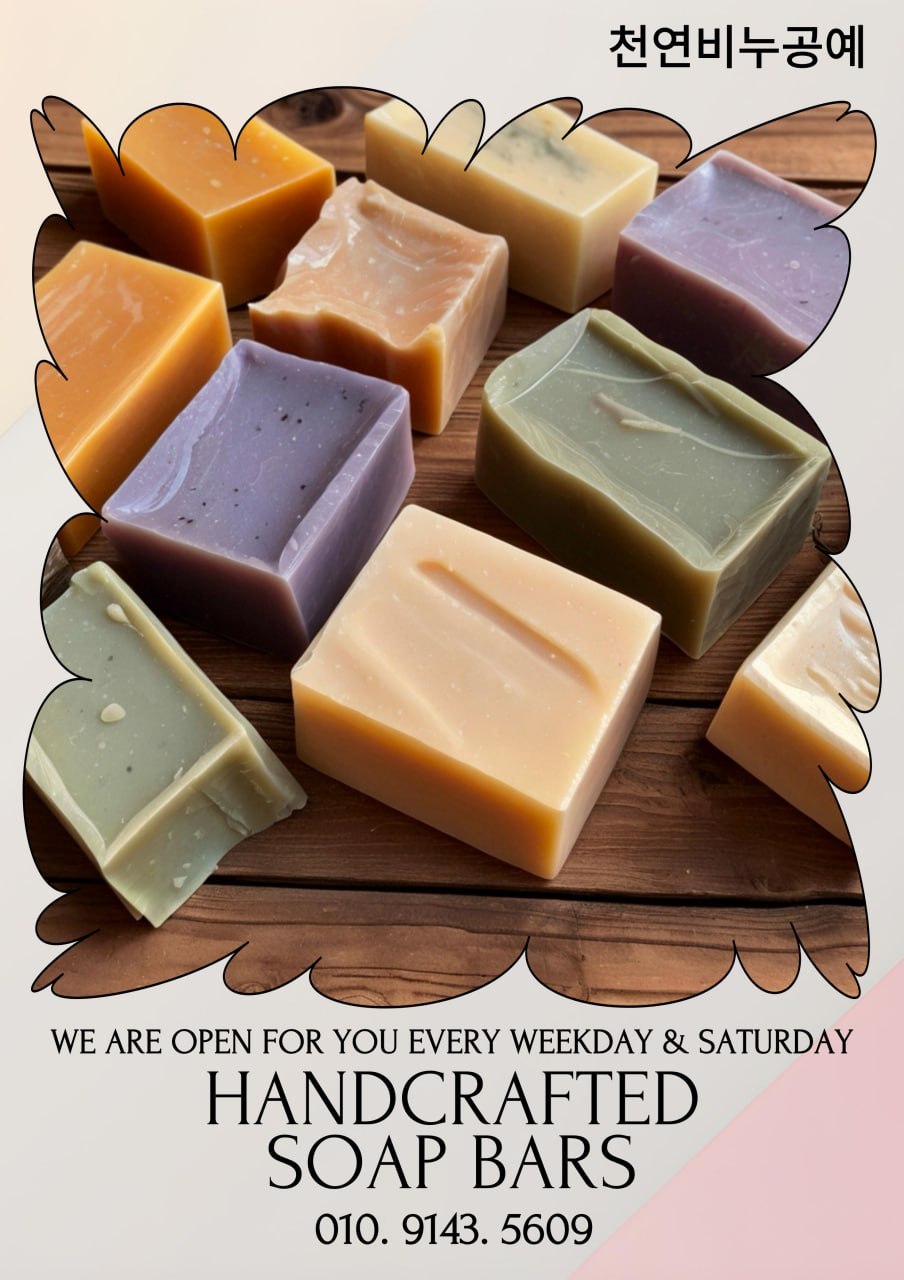 천연비누공예
WE ARE OPEN FOR YOU EVERY WEEKDAY & SATURDAY
HANDCRAFTED
SOAP BARS
010. 9143. 5609